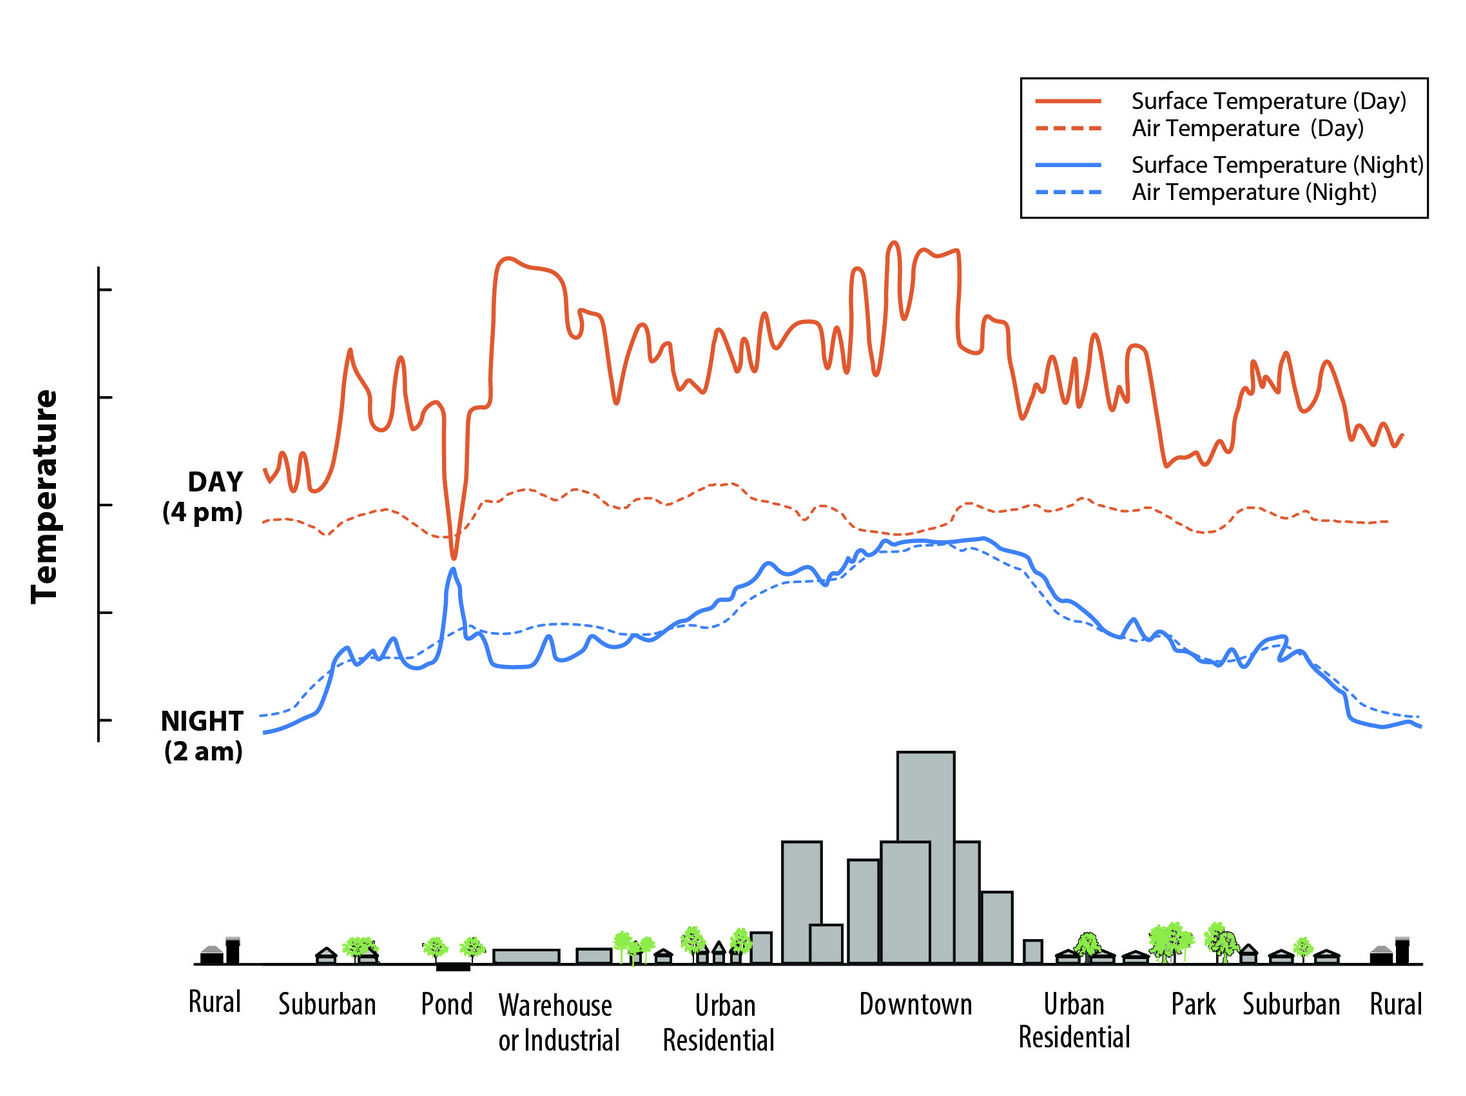 Surface Temperature (Day)
Air Temperature (Day)
Surface Temperature (Night)
Air Temperature (Night)
Temperature
DAY
(4 pm)
NIGHT
(2 am)
Rural
Suburban
Pond
Warehouse
or Industrial
Urban
Residential
Downtown
Urban
Residential
Park
Suburban
Rural